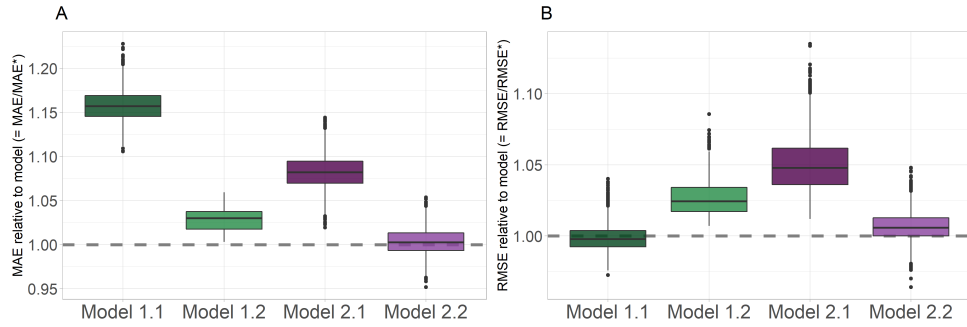 A
MAE relative to model (= MAE/MAE*)
1.20
1.15
1.10
1.05
1.00
0.95
Model 1.1 Model 1.2 Model 2.1 Model 2.2
B
RMSE relative to model (= RMSE/RMSE*)
1.10
1.05
1.00
Model 1.1 Model 1.2 Model 2.1 Model 2.2